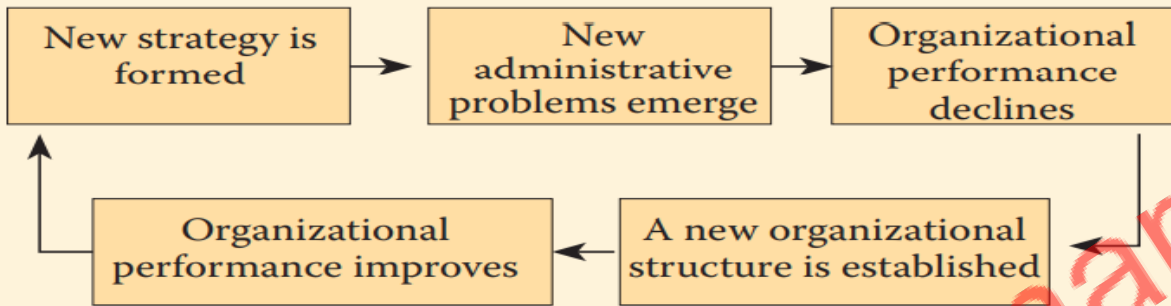 New strategy is
formed
New
administrative
problems emerge
Organizational
performance
declines
A new organizational
structure is established
Organizational
performance improves